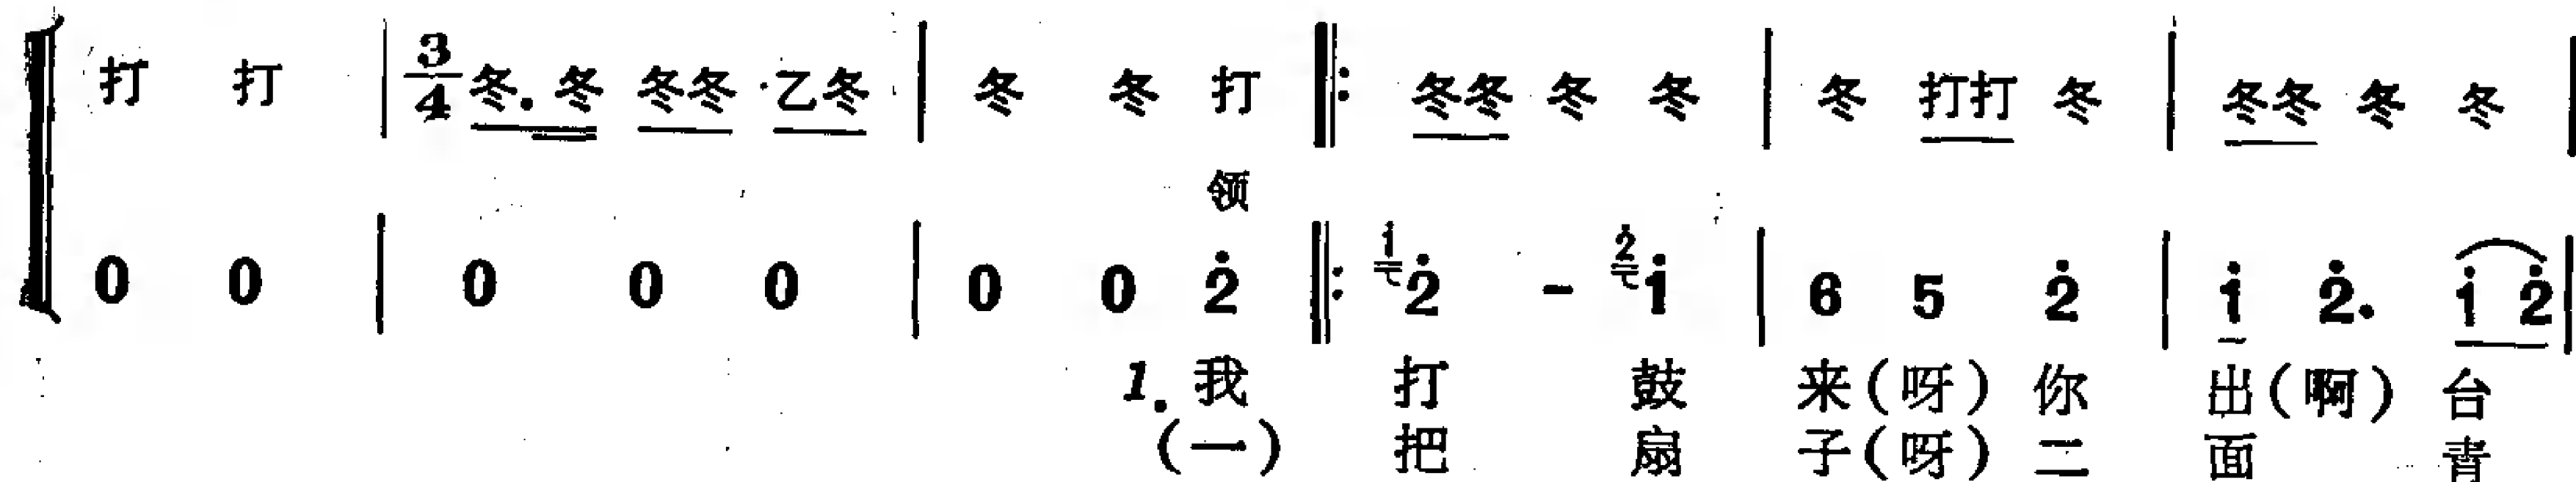 打 打 | 3/4 冬. 冬 冬冬 乙冬 | 冬 冬 打 ‖: 冬冬 冬 冬 | 冬 打打 冬 | 冬冬 冬 冬 |
领
0 0 | 0 0 0 | 0 0 2̇ ‖: 1̇2̇ - 2̇1̇ | 6 5 2̇ | 1̇ 2̇. 1̇ 2̇ |
1. 我 打 鼓 来(呀) 你 出(啊) 台
(一) 把 扇 子(呀) 二 面 青